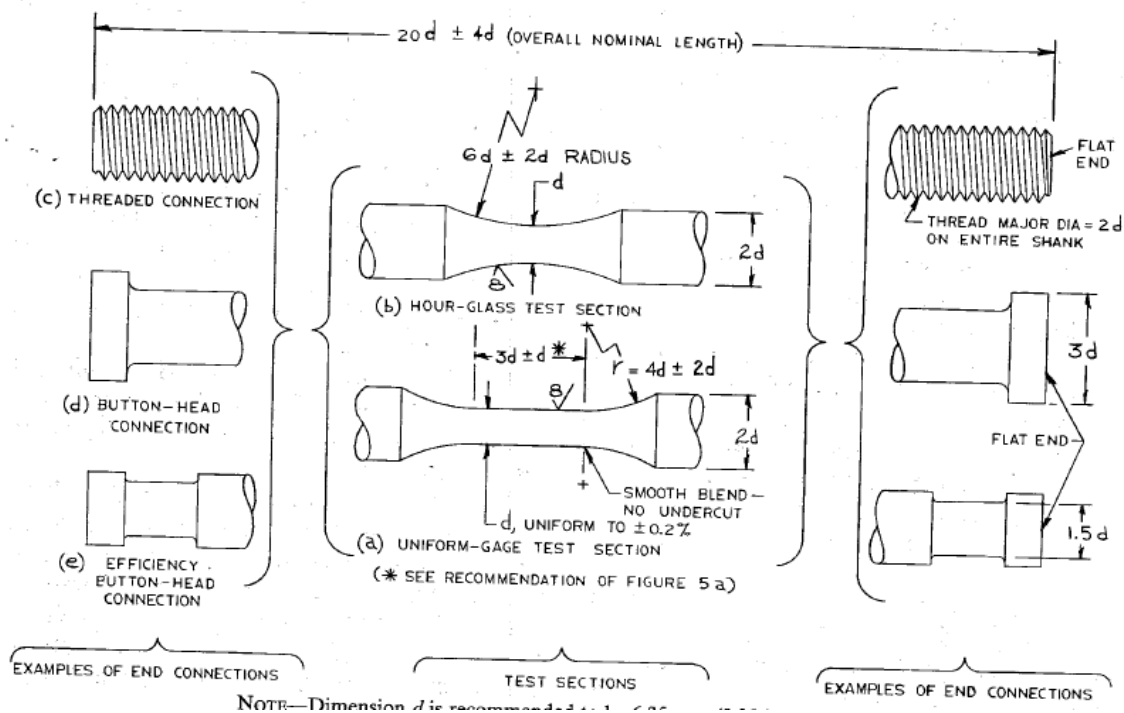 20d ± 4d (OVERALL NOMINAL LENGTH)
(c) THREADED CONNECTION
(d) BUTTON-HEAD
CONNECTION
(e) EFFICIENCY
BUTTON-HEAD
CONNECTION
6d ± 2d RADIUS
d
2d
8
(b) HOUR-GLASS TEST SECTION
3d ± d *
r = 4d ± 2d
8
2d
SMOOTH BLEND—
NO UNDERCUT
d, UNIFORM TO ±0.2%
(a) UNIFORM-GAGE TEST SECTION
(* SEE RECOMMENDATION OF FIGURE 5a)
FLAT
END
THREAD MAJOR DIA = 2d
ON ENTIRE SHANK
3d
FLAT END
1.5d
EXAMPLES OF END CONNECTIONS
TEST SECTIONS
EXAMPLES OF END CONNECTIONS
NOTE—Dimension d is recommended